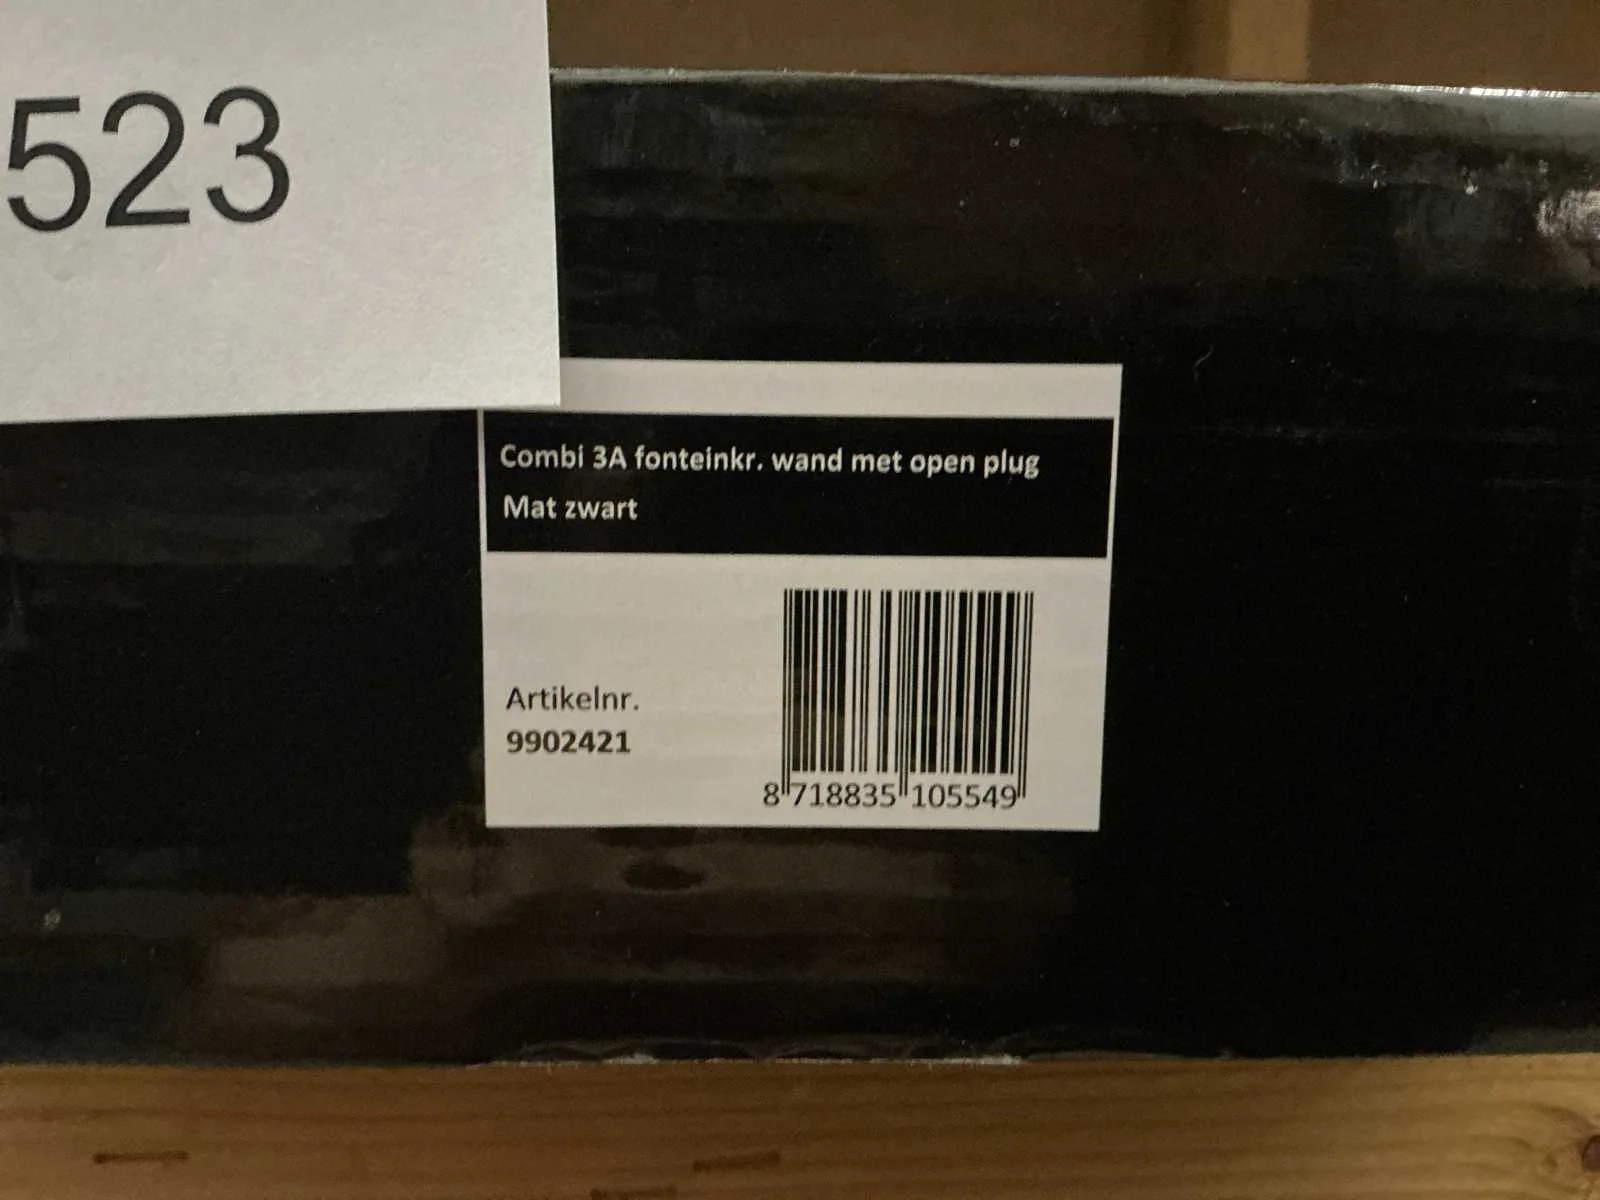 523
Combi 3A fonteinkr. wand met open plug
Mat zwart
Artikelnr.
9902421
8 718835 105549